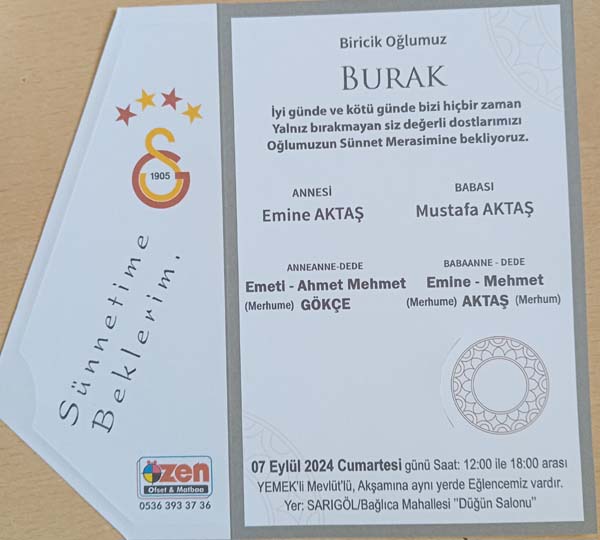 1905
Sünnetime
Beklerim.
özen
Ofset & Matbaa
0536 393 37 36
Biricik Oğlumuz
BURAK
İyi günde ve kötü günde bizi hiçbir zaman
Yalnız bırakmayan siz değerli dostlarımızı
Oğlumuzun Sünnet Merasimine bekliyoruz.
ANNESİ
Emine AKTAŞ
BABASI
Mustafa AKTAŞ
ANNEANNE-DEDE
Emeti - Ahmet Mehmet
(Merhume) GÖKÇE
BABAANNE - DEDE
Emine - Mehmet
(Merhume) AKTAŞ (Merhum)
07 Eylül 2024 Cumartesi günü Saat: 12:00 ile 18:00 arası
YEMEK'li Mevlüt'lü, Akşamına aynı yerde Eğlencemiz vardır.
Yer: SARIGÖL/Bağlıca Mahallesi "Düğün Salonu"